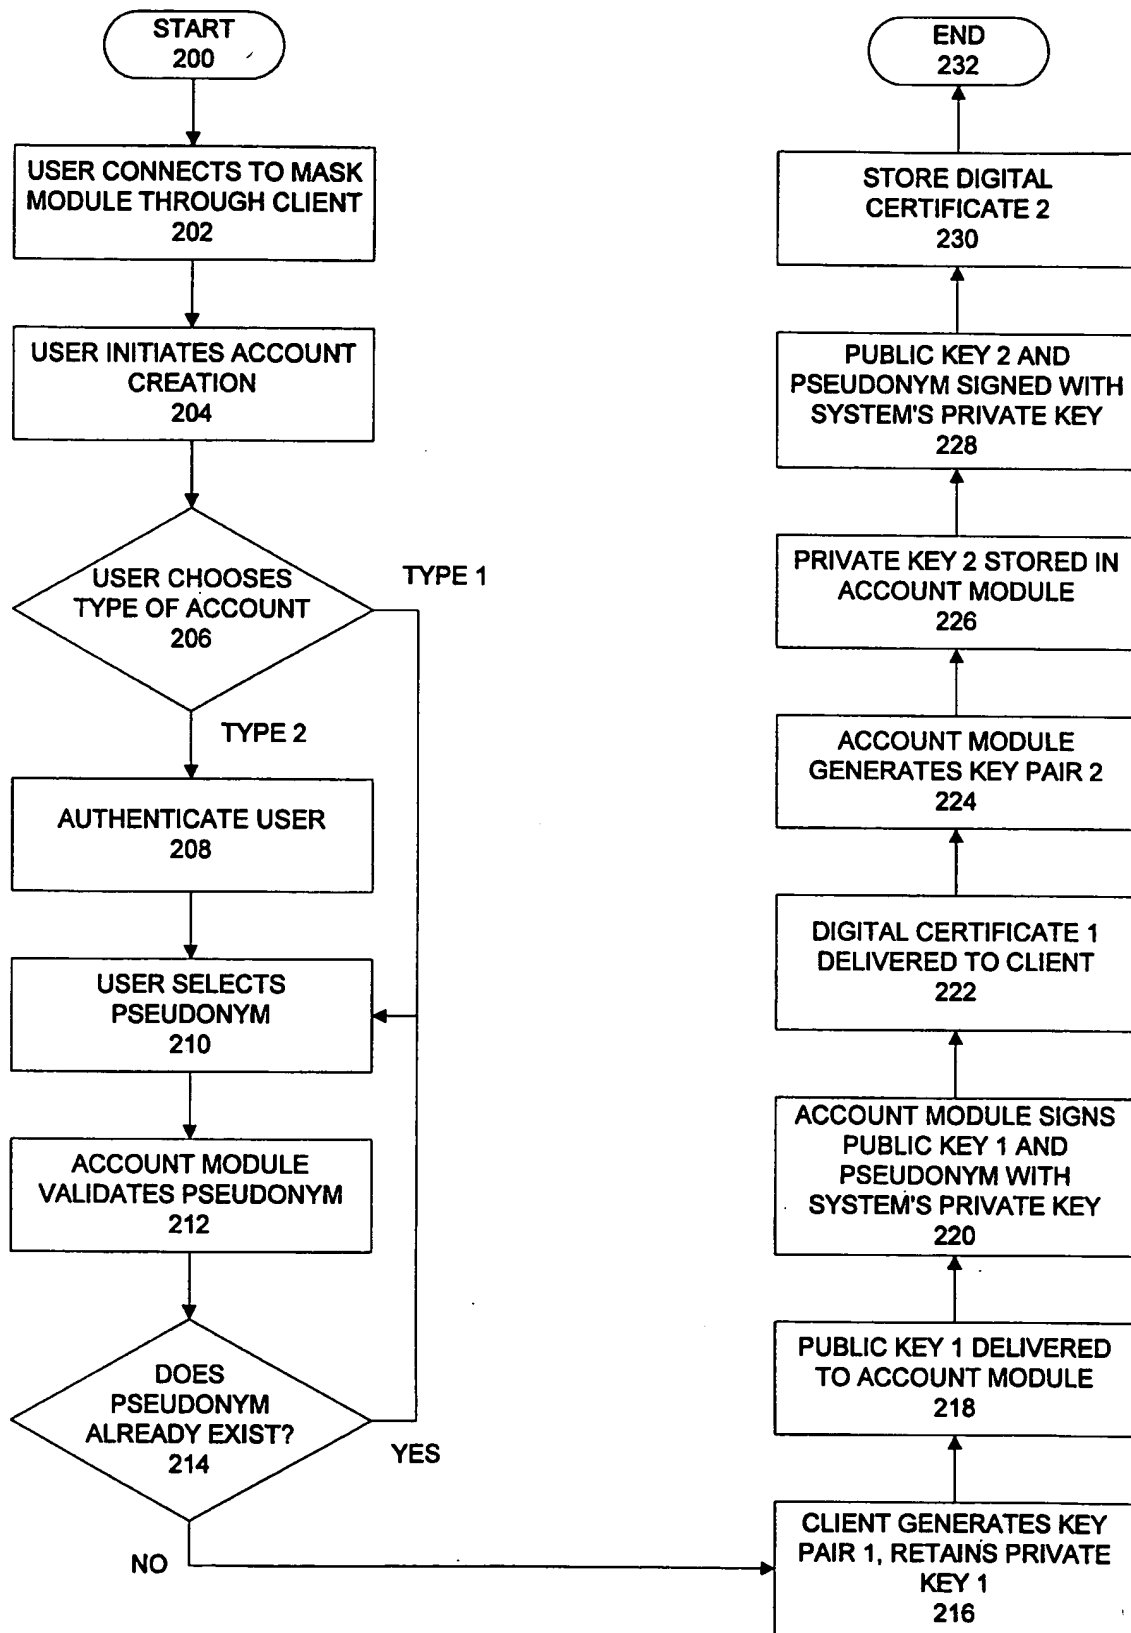 START
200
USER CONNECTS TO MASK
MODULE THROUGH CLIENT
202
USER INITIATES ACCOUNT
CREATION
204
USER CHOOSES
TYPE OF ACCOUNT
206
TYPE 1
TYPE 2
AUTHENTICATE USER
208
USER SELECTS
PSEUDONYM
210
ACCOUNT MODULE
VALIDATES PSEUDONYM
212
DOES
PSEUDONYM
ALREADY EXIST?
214
YES
NO
CLIENT GENERATES KEY
PAIR 1, RETAINS PRIVATE
KEY 1
216
PUBLIC KEY 1 DELIVERED
TO ACCOUNT MODULE
218
ACCOUNT MODULE SIGNS
PUBLIC KEY 1 AND
PSEUDONYM WITH
SYSTEM'S PRIVATE KEY
220
DIGITAL CERTIFICATE 1
DELIVERED TO CLIENT
222
ACCOUNT MODULE
GENERATES KEY PAIR 2
224
PRIVATE KEY 2 STORED IN
ACCOUNT MODULE
226
PUBLIC KEY 2 AND
PSEUDONYM SIGNED WITH
SYSTEM'S PRIVATE KEY
228
STORE DIGITAL
CERTIFICATE 2
230
END
232